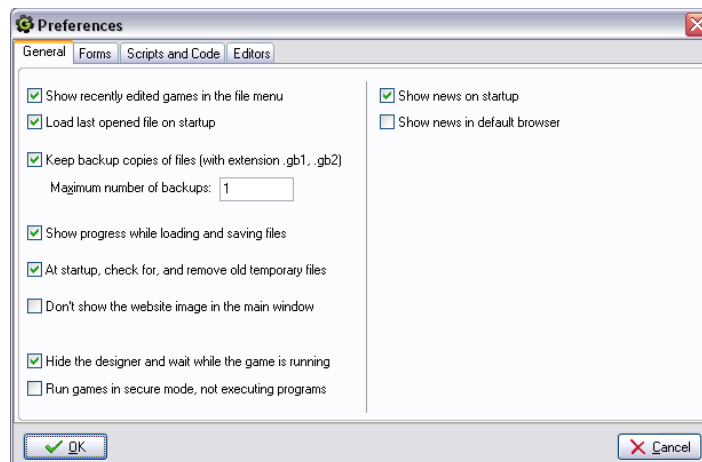 Preferences
General Forms Scripts and Code Editors
Show recently edited games in the file menu
Load last opened file on startup
Keep backup copies of files (with extension .gb1, .gb2)
Maximum number of backups: 1
Show progress while loading and saving files
At startup, check for, and remove old temporary files
Don't show the website image in the main window
Hide the designer and wait while the game is running
Run games in secure mode, not executing programs
Show news on startup
Show news in default browser
OK
Cancel